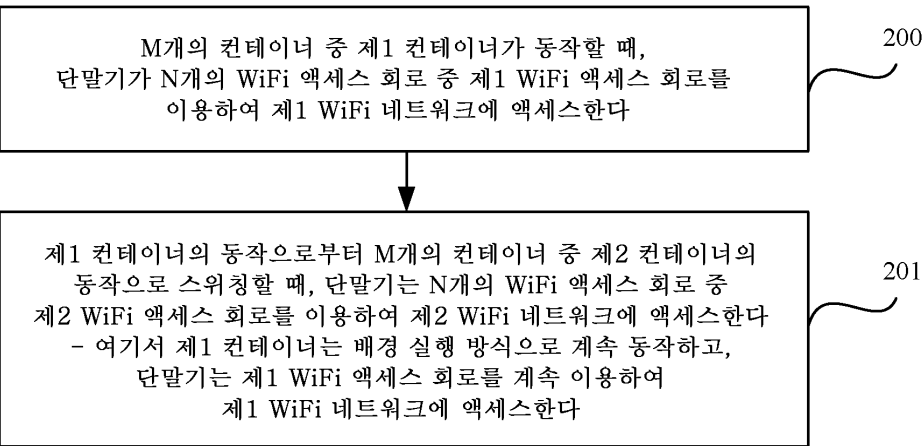 M개의 컨테이너 중 제1 컨테이너가 동작할 때,
단말기가 N개의 WiFi 액세스 회로 중 제1 WiFi 액세스 회로를
이용하여 제1 WiFi 네트워크에 액세스한다
200
제1 컨테이너의 동작으로부터 M개의 컨테이너 중 제2 컨테이너의
동작으로 스위칭할 때, 단말기는 N개의 WiFi 액세스 회로 중
제2 WiFi 액세스 회로를 이용하여 제2 WiFi 네트워크에 액세스한다
- 여기서 제1 컨테이너는 배경 실행 방식으로 계속 동작하고,
단말기는 제1 WiFi 액세스 회로를 계속 이용하여
제1 WiFi 네트워크에 액세스한다
201